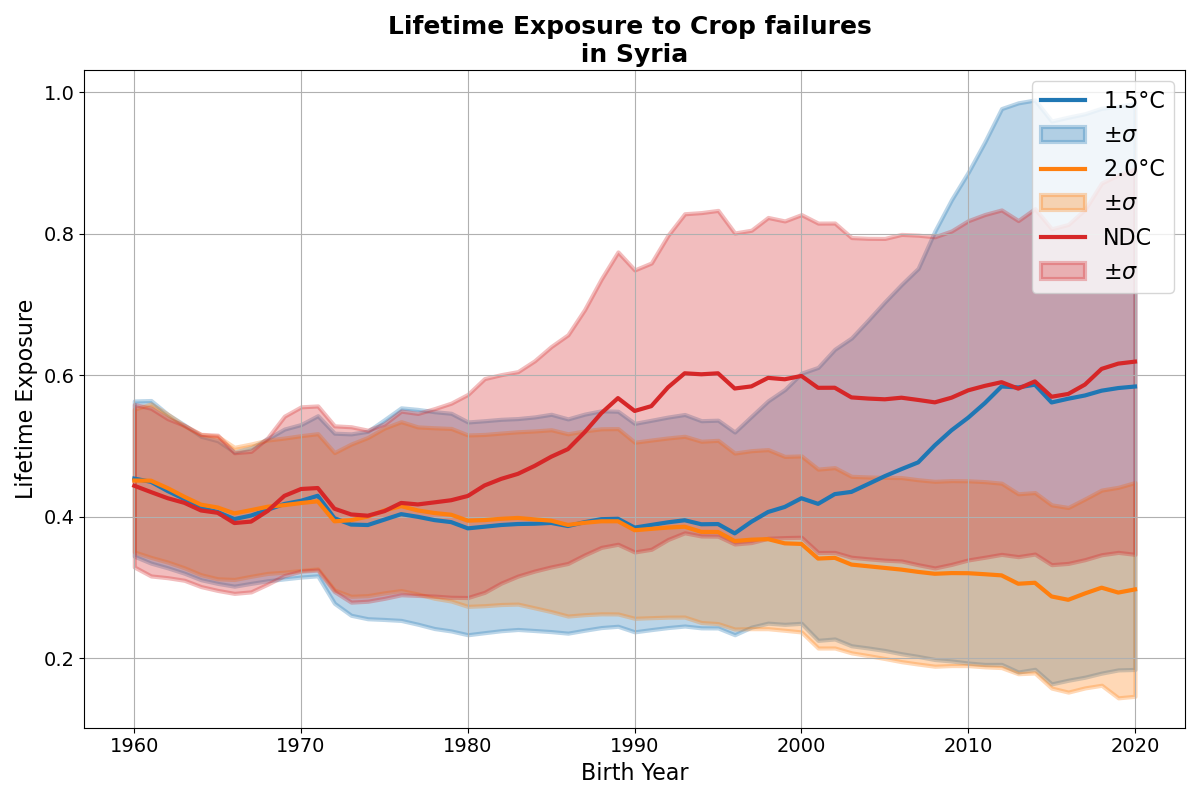 Lifetime Exposure to Crop failures
in Syria
1.0
0.8
0.6
0.4
0.2
Lifetime Exposure
1.5°C
±σ
2.0°C
±σ
NDC
±σ
1960
1970
1980
1990
2000
2010
2020
Birth Year